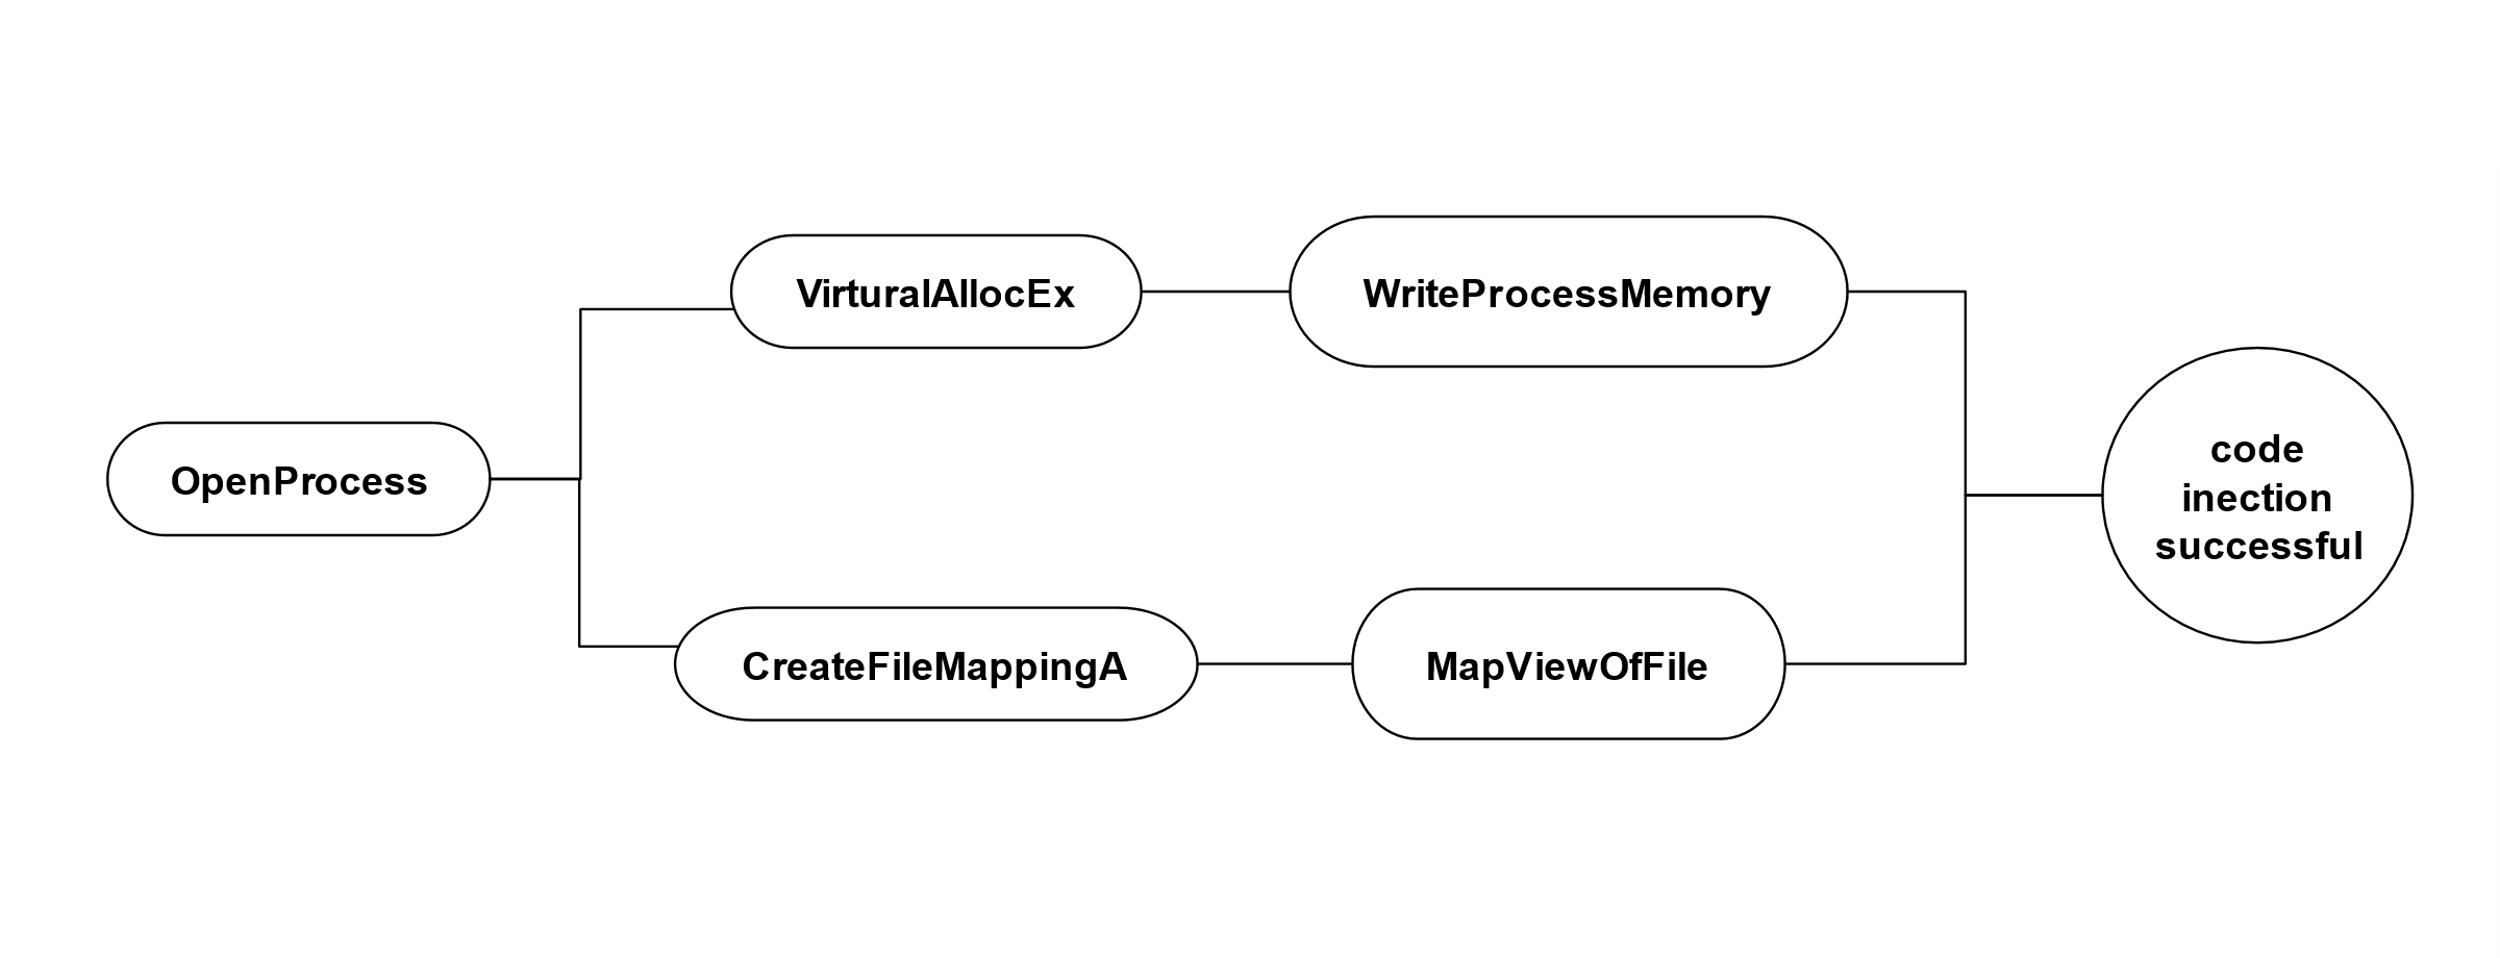 OpenProcess
VirturalAllocEx
WriteProcessMemory
CreateFileMappingA
MapViewOfFile
code
inection
successful